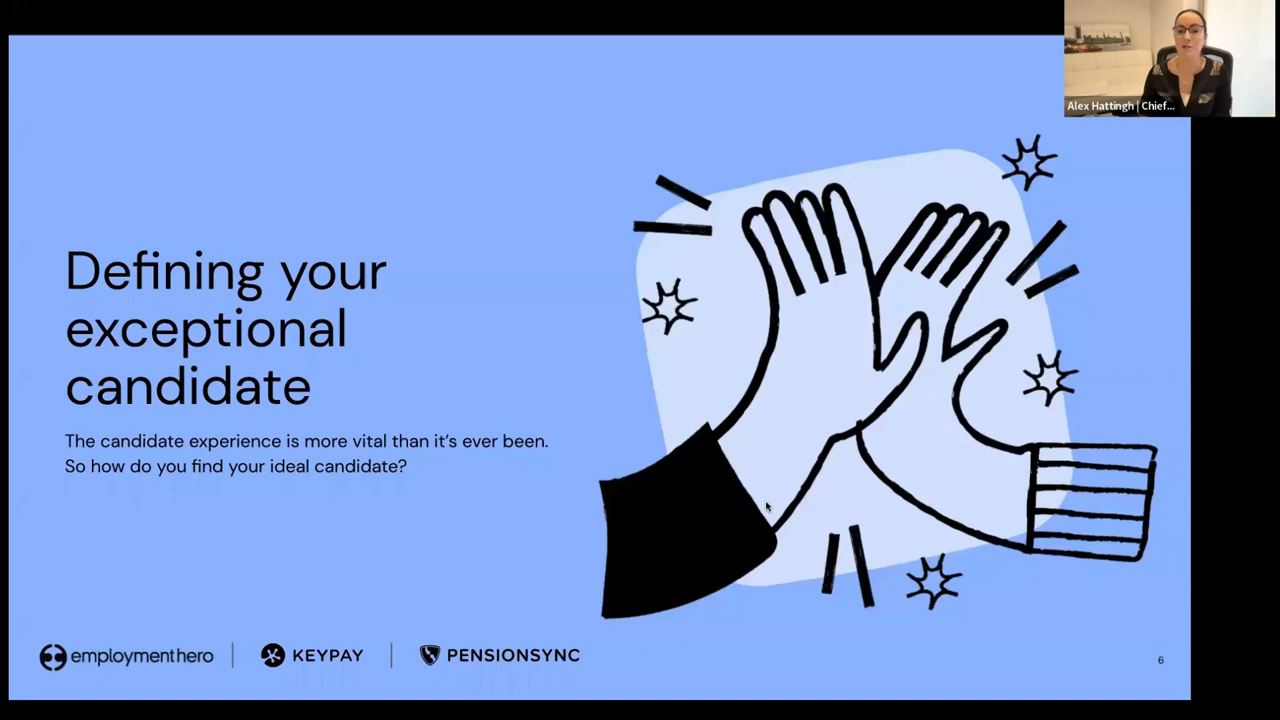 Alex Hattingh | Chief...
Defining your
exceptional
candidate
The candidate experience is more vital than it's ever been.
So how do you find your ideal candidate?
employmenthero
KEYPAY
PENSIONSYNC
6